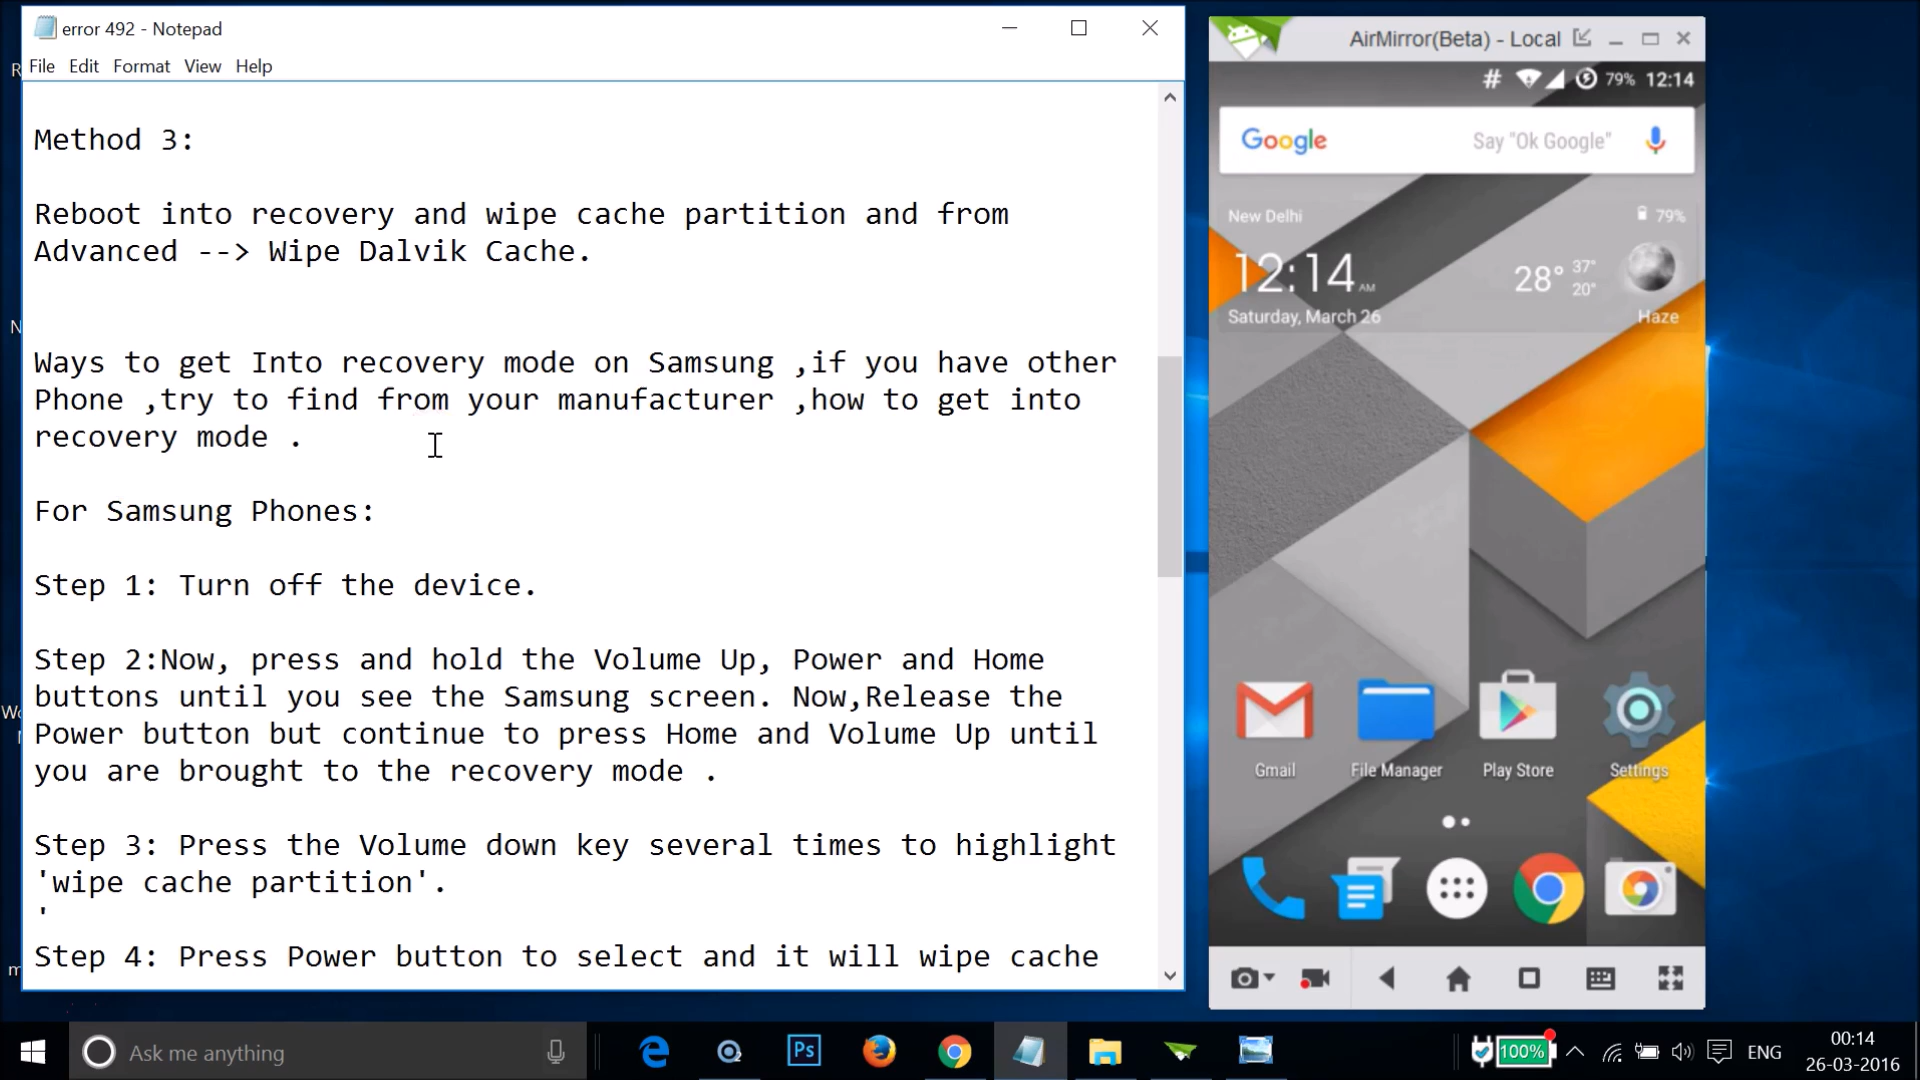 error 492 - Notepad
File Edit Format View Help
Method 3:
Reboot into recovery and wipe cache partition and from
Advanced --> Wipe Dalvik Cache.
Ways to get Into recovery mode on Samsung ,if you have other
Phone ,try to find from your manufacturer ,how to get into
recovery mode .
For Samsung Phones:
Step 1: Turn off the device.
Step 2:Now, press and hold the Volume Up, Power and Home
buttons until you see the Samsung screen. Now,Release the
Power button but continue to press Home and Volume Up until
you are brought to the recovery mode .
Step 3: Press the Volume down key several times to highlight
'wipe cache partition'.
'
Step 4: Press Power button to select and it will wipe cache
AirMirror(Beta) - Local
# 79% 12:14
Google Say "Ok Google"
New Delhi 79%
12:14 AM 28° 37° 20°
Saturday, March 26 Haze
Gmail File Manager Play Store Settings
Ask me anything
Ps
100% ENG 00:14
26-03-2016